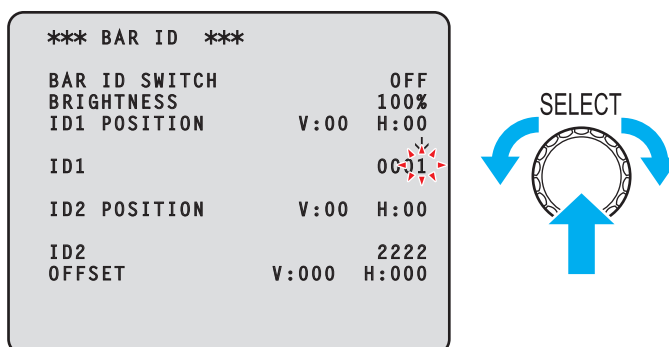 *** BAR ID ***
BAR ID SWITCH OFF
BRIGHTNESS 100%
ID1 POSITION V:00 H:00
ID1 0001
ID2 POSITION V:00 H:00
ID2 2222
OFFSET V:000 H:000
SELECT